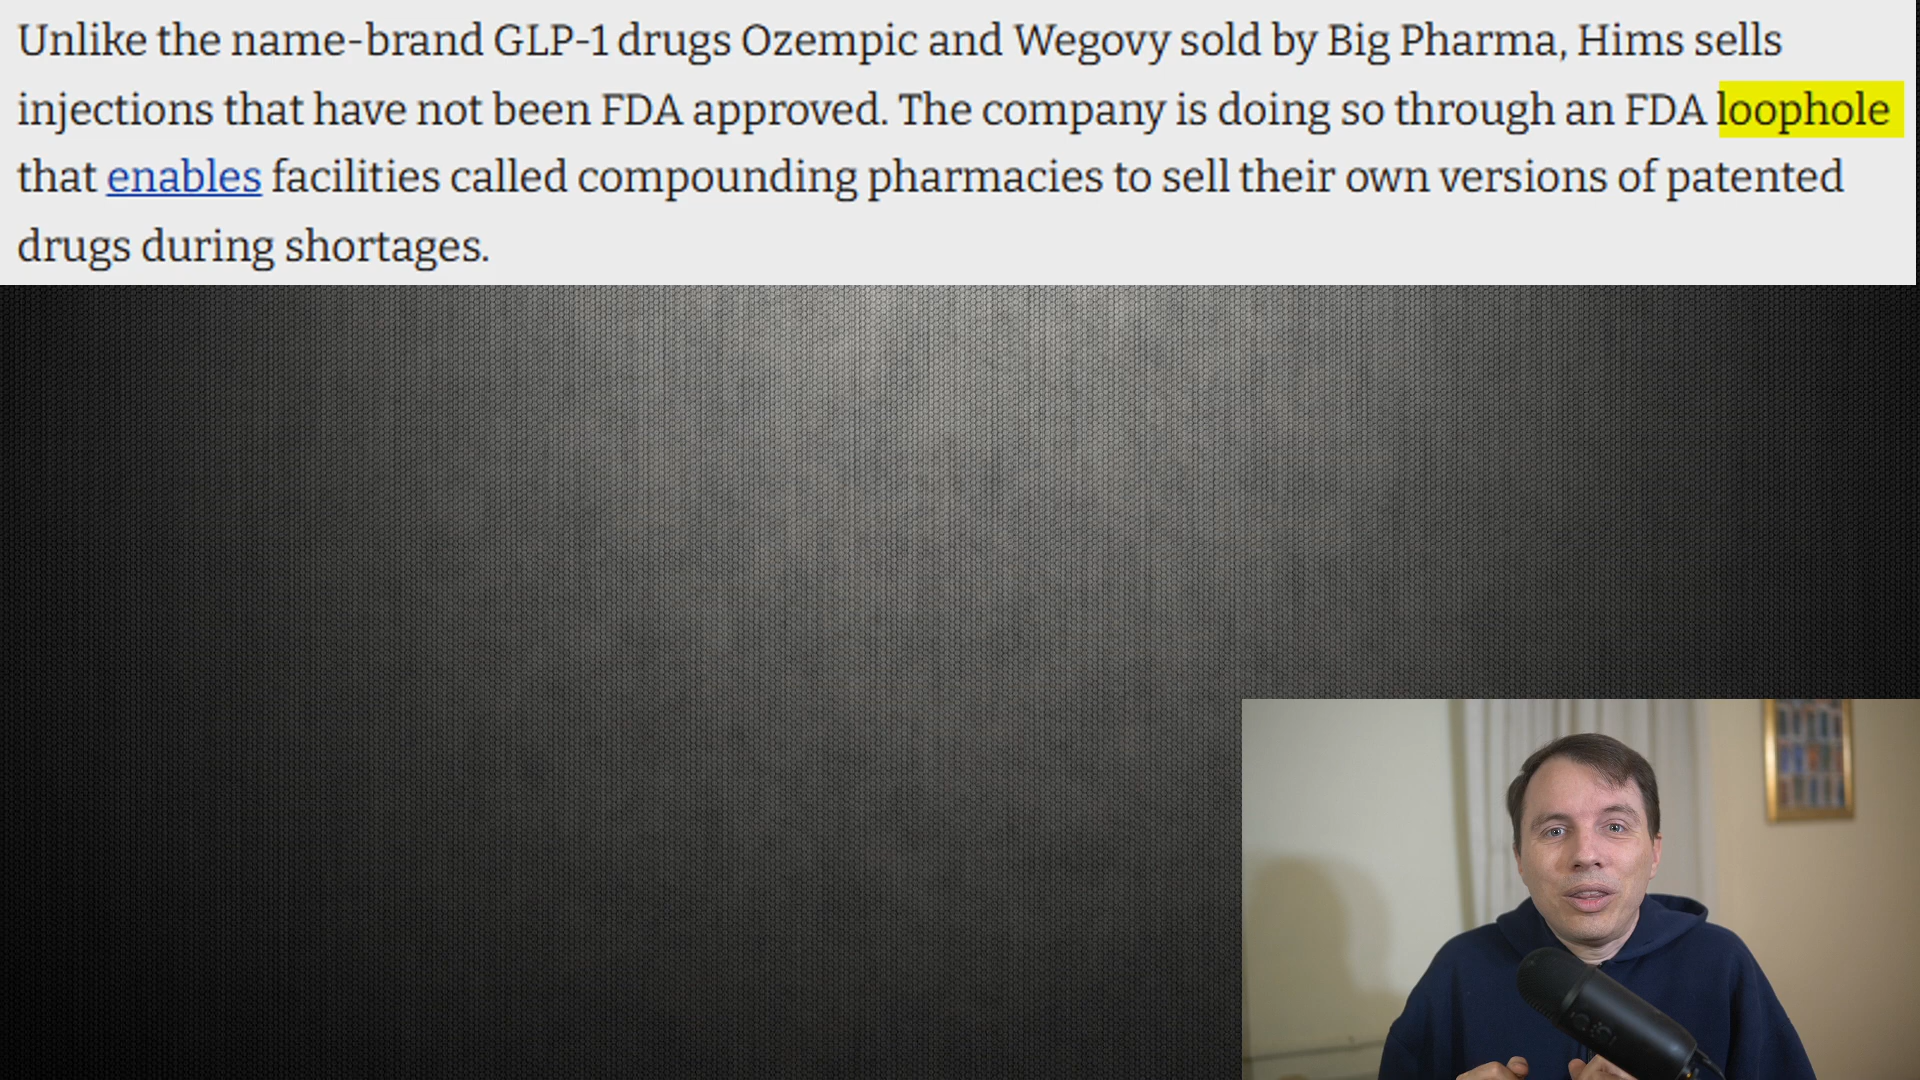 Unlike the name-brand GLP-1 drugs Ozempic and Wegovy sold by Big Pharma, Hims sells
injections that have not been FDA approved. The company is doing so through an FDA loophole
that enables facilities called compounding pharmacies to sell their own versions of patented
drugs during shortages.